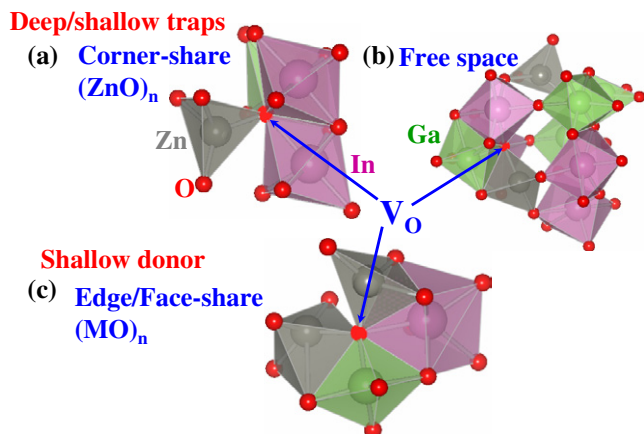 Deep/shallow traps
(a) Corner-share
(ZnO)n
(b) Free space
Zn
Ga
O
In
VO
Shallow donor
(c) Edge/Face-share
(MO)n